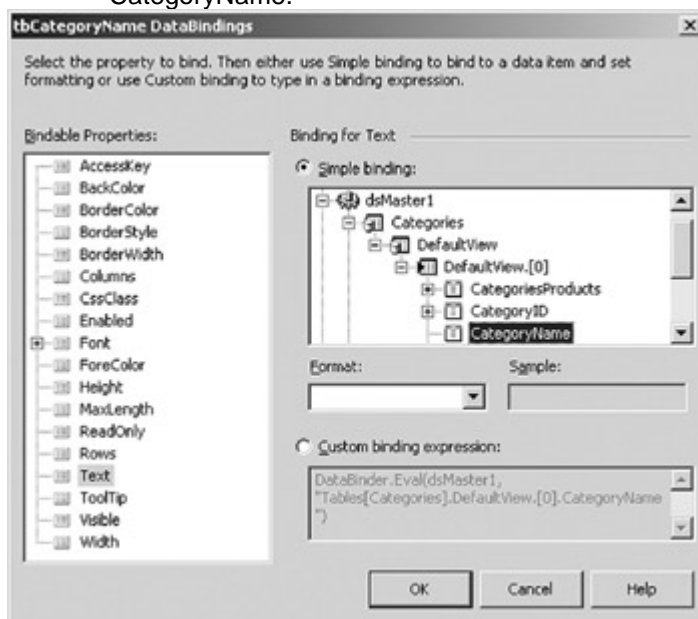 CategoryName.
tbCategoryName DataBindings
Select the property to bind. Then either use Simple binding to bind to a data item and set
formatting or use Custom binding to type in a binding expression.
Bindable Properties:
AccessKey
BackColor
BorderColor
BorderStyle
BorderWidth
Columns
CssClass
Enabled
Font
ForeColor
Height
MaxLength
ReadOnly
Rows
Text
ToolTip
Visible
Width
Binding for Text
Simple binding:
dsMaster1
Categories
DefaultView
DefaultView.[0]
CategoriesProducts
CategoryID
CategoryName
Format:
Sample:
Custom binding expression:
DataBinder.Eval(dsMaster1,
"Tables[Categories].DefaultView.[0].CategoryName
")
OK
Cancel
Help